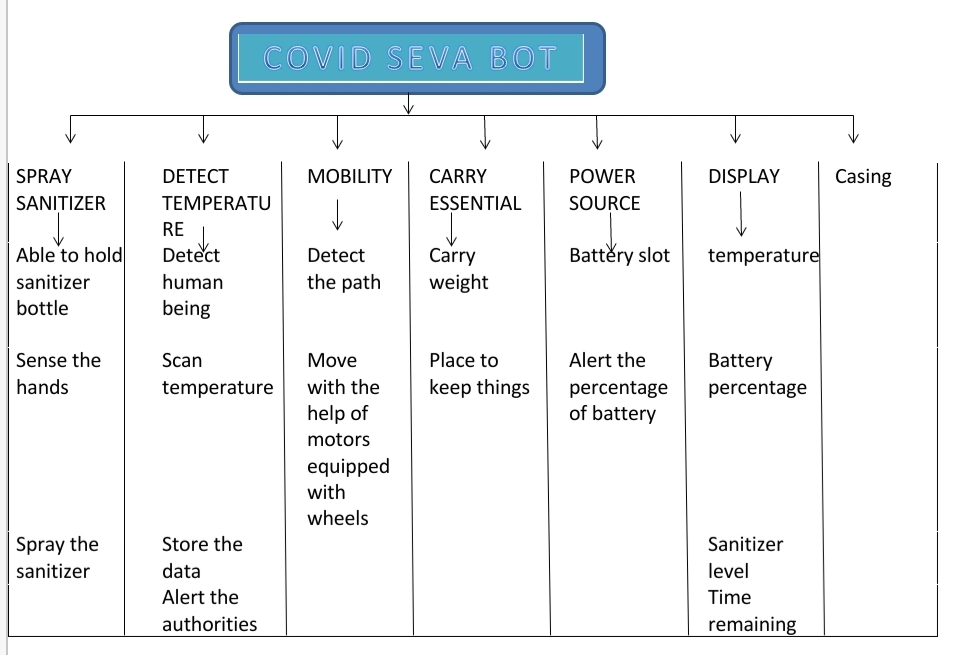 COVID SEVA BOT
SPRAY
SANITIZER
Able to hold
sanitizer
bottle
Sense the
hands
Spray the
sanitizer
DETECT
TEMPERATU
RE
Detect
human
being
Scan
temperature
Store the
data
Alert the
authorities
MOBILITY
Detect
the path
Move
with the
help of
motors
equipped
with
wheels
CARRY
ESSENTIAL
Carry
weight
Place to
keep things
POWER
SOURCE
Battery slot
Alert the
percentage
of battery
DISPLAY
temperature
Battery
percentage
Sanitizer
level
Time
remaining
Casing